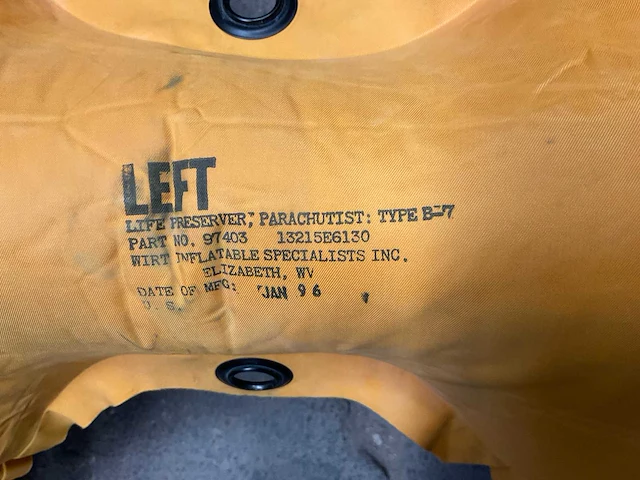 LEFT
LIFE PRESERVER, PARACHUTIST: TYPE B-7
PART NO. 97403 13215E6130
WIRT INFLATABLE SPECIALISTS INC.
ELIZABETH, WV
DATE OF MFG: JAN 96
U.S.